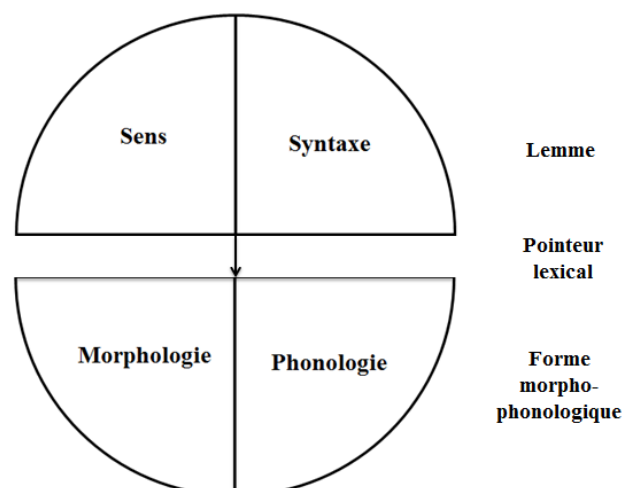 Sens
Syntaxe
Lemme
Pointeur
lexical
Morphologie
Phonologie
Forme
morpho-
phonologique